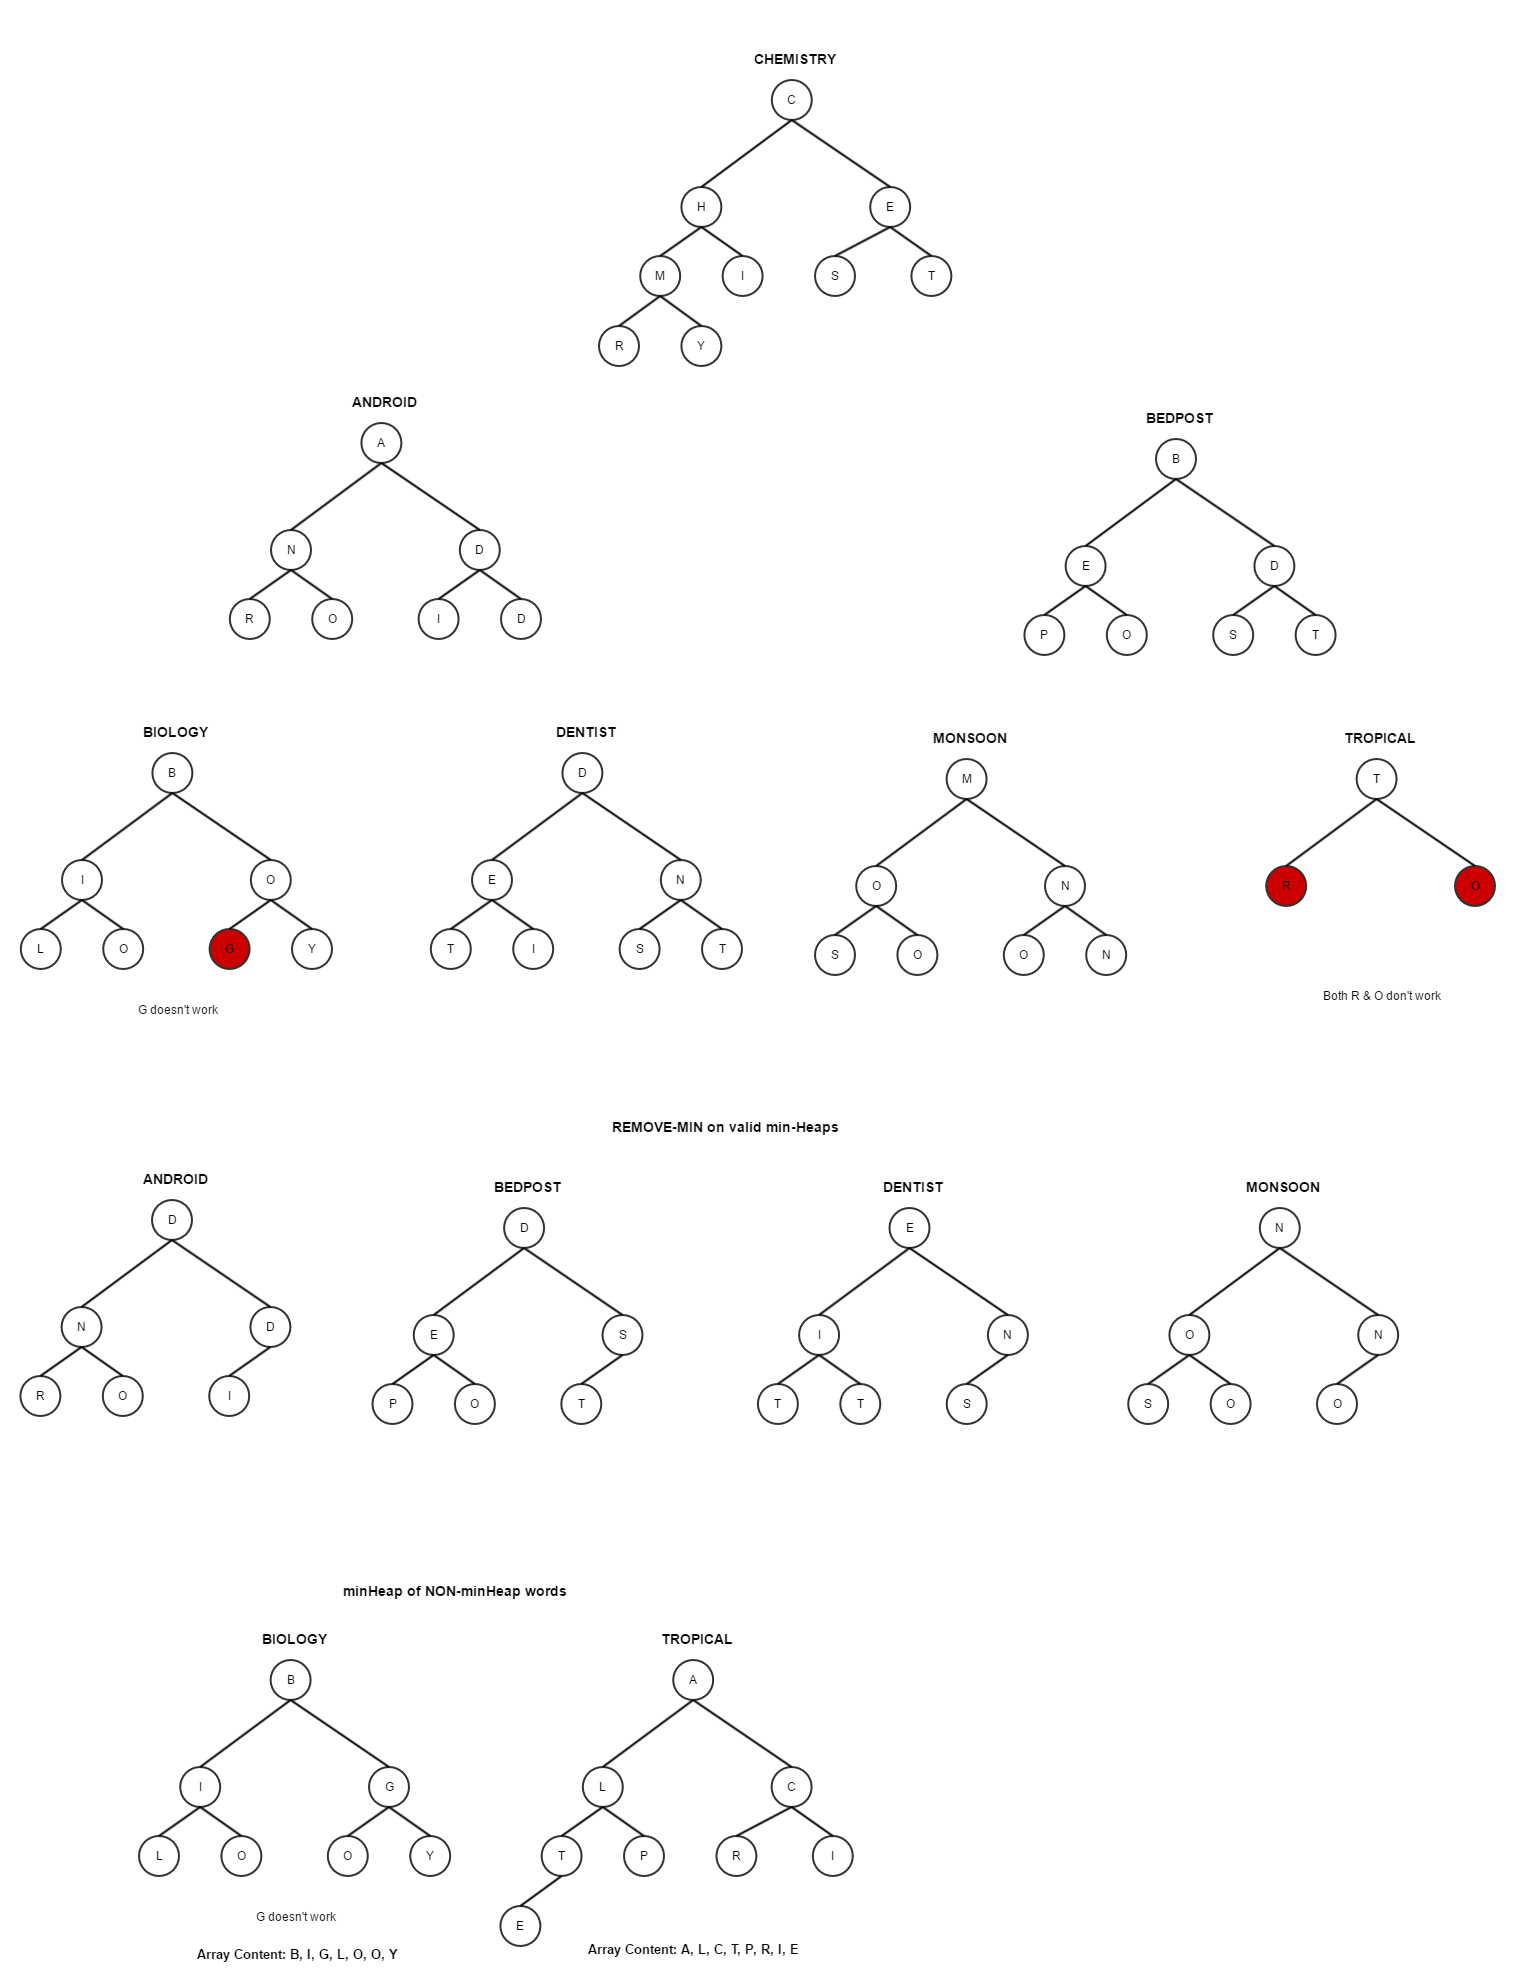 CHEMISTRY
C
H E
M I S T
R Y
ANDROID
BEDPOST
A
B
N D
E D
R O I D
P O S T
BIOLOGY DENTIST
MONSOON TROPICAL
B D
M T
I O E N
O N R O
L O G Y T I S T
S O O N
Both R & O don't work
G doesn't work
REMOVE-MIN on valid min-Heaps
ANDROID
BEDPOST DENTIST MONSOON
D
D E N
N D
E S I N O N
R O I
P O T T T S S O O
minHeap of NON-minHeap words
BIOLOGY TROPICAL
B A
I G L C
L O O Y T P R I
G doesn't work
E
Array Content: A, L, C, T, P, R, I, E
Array Content: B, I, G, L, O, O, Y